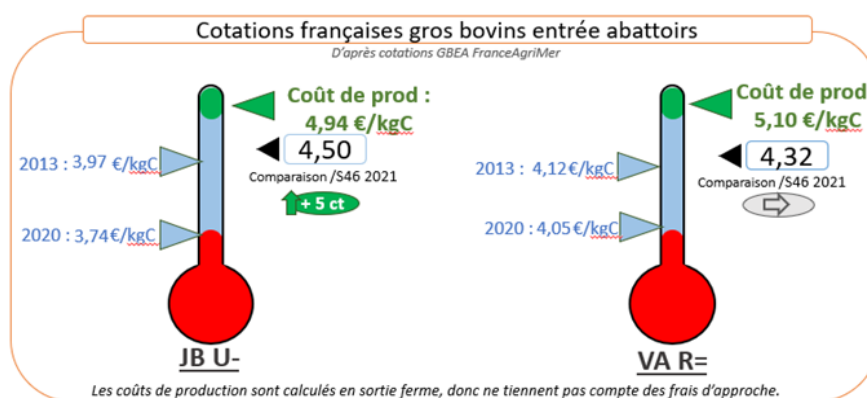 Cotations françaises gros bovins entrée abattoirs
D'après cotations GBEA FranceAgriMer
Coût de prod :
4,94 €/kgC
4,50
Comparaison /S46 2021
+ 5 ct
2013 : 3,97 €/kgC
2020 : 3,74€/kgC
JB U-
Coût de prod
5,10 €/kgC
4,32
Comparaison /S46 2021
2013 : 4,12€/kgC
2020 : 4,05€/kgC
VA R=
Les coûts de production sont calculés en sortie ferme, donc ne tiennent pas compte des frais d'approche.